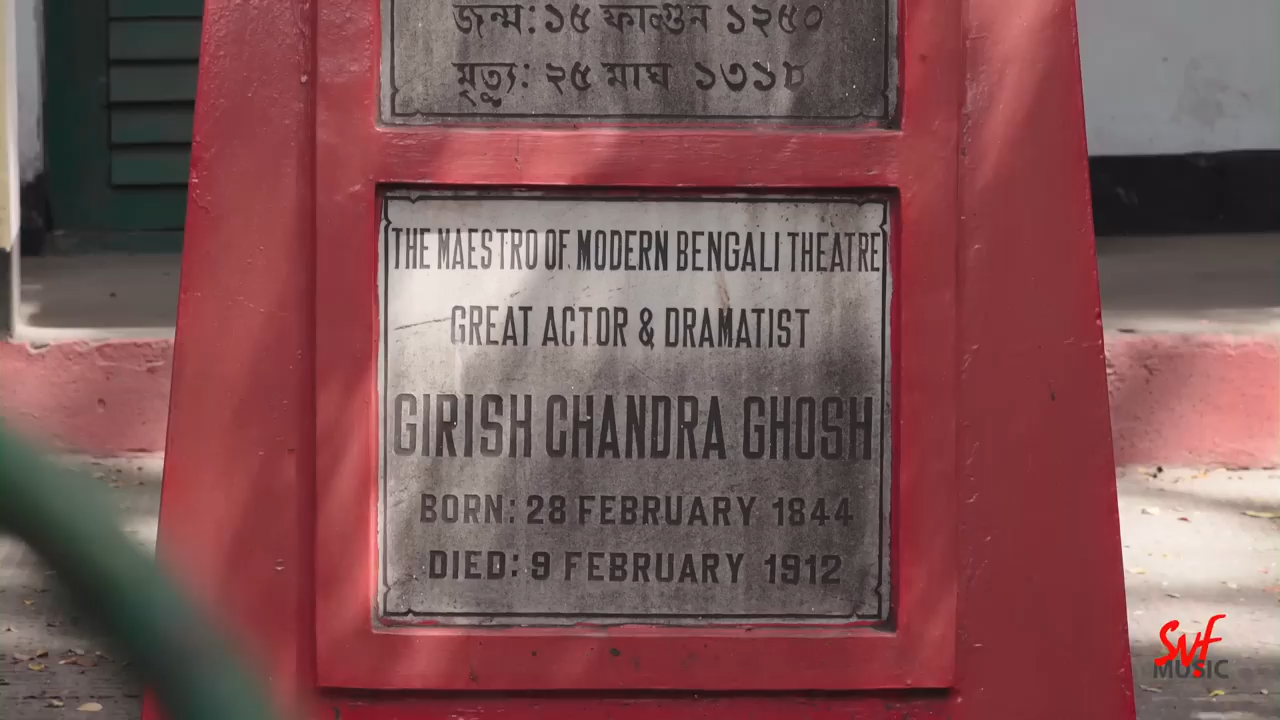 জন্ম: ১৫ ফাল্গুন ১২৫০
মৃত্যু: ২৫ মাঘ ১৩১৮
THE MAESTRO OF MODERN BENGALI THEATRE
GREAT ACTOR & DRAMATIST
GIRISH CHANDRA GHOSH
BORN: 28 FEBRUARY 1844
DIED: 9 FEBRUARY 1912
SVF
MUSIC